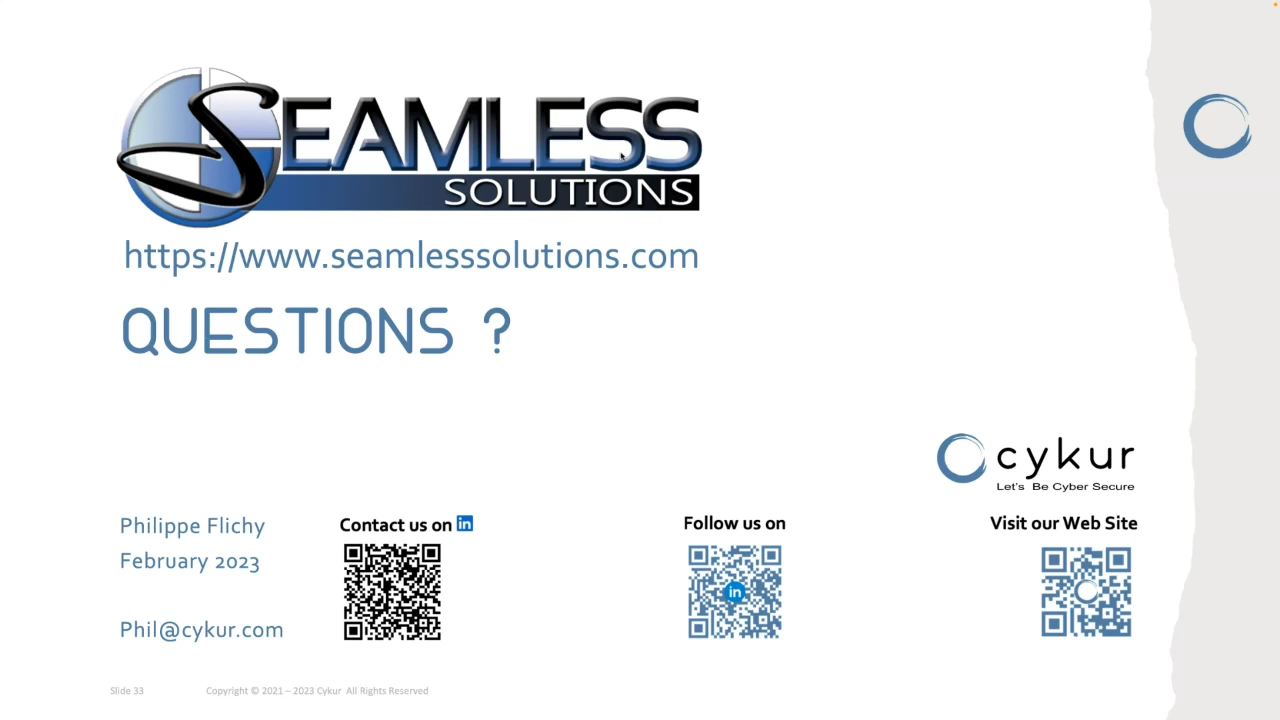 SEAMLESS
SOLUTIONS
https://www.seamlesssolutions.com
QUESTIONS ?
cykur
Let's Be Cyber Secure
Philippe Flichy
February 2023
Phil@cykur.com
Contact us on in
Follow us on
in
Visit our Web Site
Slide 33
Copyright © 2021 – 2023 Cykur All Rights Reserved